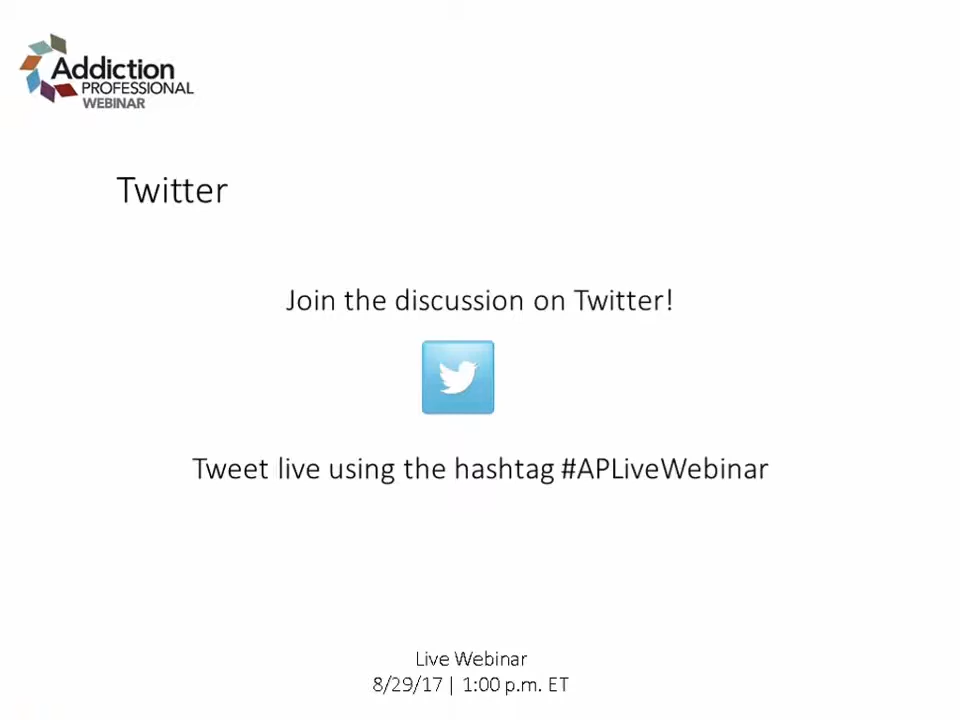 Addiction
PROFESSIONAL
WEBINAR
Twitter
Join the discussion on Twitter!
Tweet live using the hashtag #APLiveWebinar
Live Webinar
8/29/17 | 1:00 p.m. ET